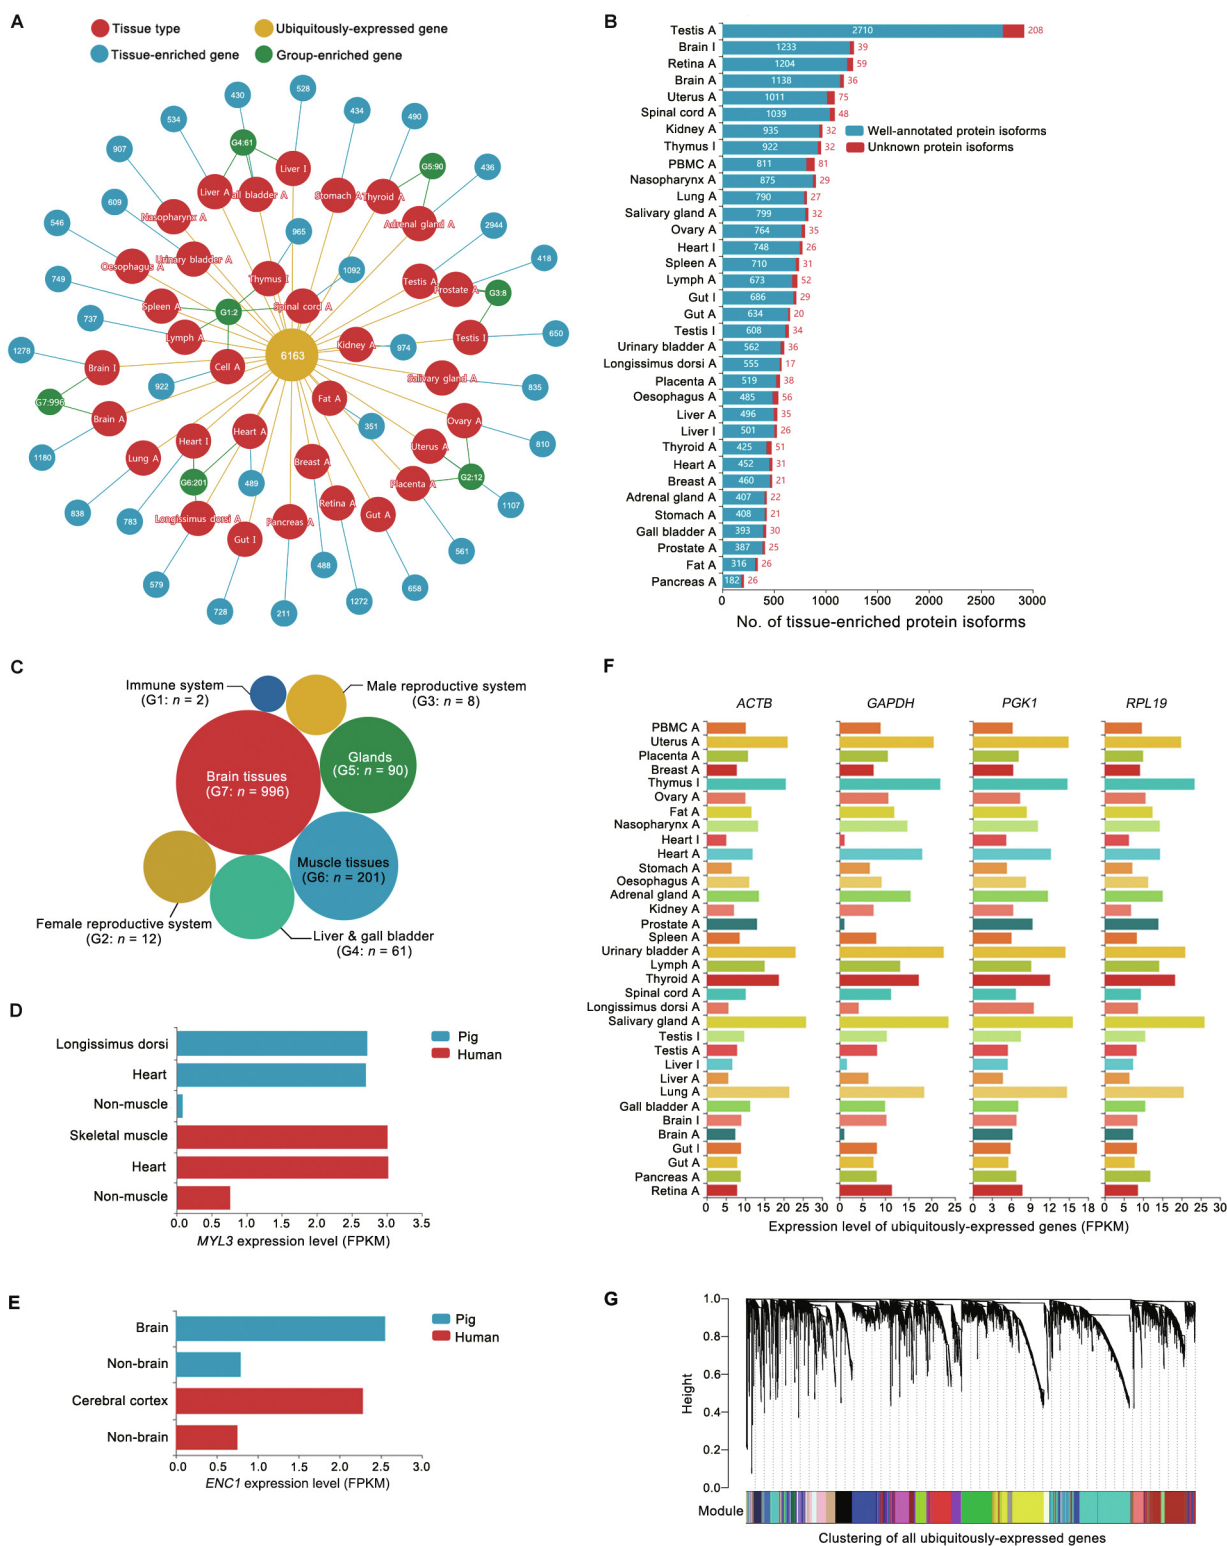 A
Tissue type
Ubiquitously-expressed gene
Tissue-enriched gene
Group-enriched gene
528
430
434
490
534
G4:61
907
Liver I
G5:90
436
Liver A
all bladder A
Stomach A
Thyroid A
609
Nasopharynx A
Adrenal gland A
546
965
2944
Urinary bladder A
Oesophagus A
418
1092
749
Thymus I
Testis A
Prostate A
G3:8
Spleen A
G1:2
Spinal cord A
737
Lymph A
Testis I
650
Kidney A
974
1278
6163
Brain I
Cell A
Salivary gland A
835
922
G7:996
Fat A
Brain A
351
Ovary A
Heart A
Heart I
Uterus A
810
1180
Lung A
Breast A
G2:12
G6:201
489
Placenta A
Retina A
1107
838
783
Longissimus dorsi A
Pancreas A
Gut A
Gut I
561
488
579
658
1272
728
211
B
Testis A 2710 208
Brain I 1233 39
Retina A 1204 59
Brain A 1138 36
Uterus A 1011 75
Spinal cord A 1039 48
Kidney A 935 32
Thymus I 922 32
PBMC A 811 81
Nasopharynx A 875 29
Lung A 790 27
Salivary gland A 799 32
Ovary A 764 35
Heart I 748 26
Spleen A 710 31
Lymph A 673 52
Gut I 686 29
Gut A 634 20
Testis I 608 34
Urinary bladder A 562 36
Longissimus dorsi A 555 17
Placenta A 519 38
Oesophagus A 485 56
Liver A 496 35
Liver I 501 26
Thyroid A 425 51
Heart A 452 31
Breast A 460 21
Adrenal gland A 407 22
Stomach A 408 21
Gall bladder A 393 30
Prostate A 387 25
Fat A 316 26
Pancreas A 182 26
Well-annotated protein isoforms
Unknown protein isoforms
0 500 1000 1500 2000 2500 3000
No. of tissue-enriched protein isoforms
C
Immune system
(G1: n = 2)
Male reproductive system
(G3: n = 8)
Glands
(G5: n = 90)
Brain tissues
(G7: n = 996)
Muscle tissues
(G6: n = 201)
Female reproductive system
(G2: n = 12)
Liver & gall bladder
(G4: n = 61)
D
Longissimus dorsi
Heart
Non-muscle
Skeletal muscle
Heart
Non-muscle
Pig
Human
0.0 0.5 1.0 1.5 2.0 2.5 3.0 3.5
MYL3 expression level (FPKM)
E
Brain
Non-brain
Cerebral cortex
Non-brain
Pig
Human
0.0 0.5 1.0 1.5 2.0 2.5 3.0
ENC1 expression level (FPKM)
F
ACTB GAPDH PGK1 RPL19
PBMC A
Uterus A
Placenta A
Breast A
Thymus I
Ovary A
Fat A
Nasopharynx A
Heart I
Heart A
Stomach A
Oesophagus A
Adrenal gland A
Kidney A
Prostate A
Spleen A
Urinary bladder A
Lymph A
Thyroid A
Spinal cord A
Longissimus dorsi A
Salivary gland A
Testis I
Testis A
Liver I
Liver A
Lung A
Gall bladder A
Brain I
Brain A
Gut I
Gut A
Pancreas A
Retina A
0 5 10 15 20 25 30 0 5 10 15 20 25 0 3 6 9 12 15 18 0 5 10 15 20 25 30
Expression level of ubiquitously-expressed genes (FPKM)
G
1.0
0.8
0.6
0.4
0.2
0.0
Height
Module
Clustering of all ubiquitously-expressed genes